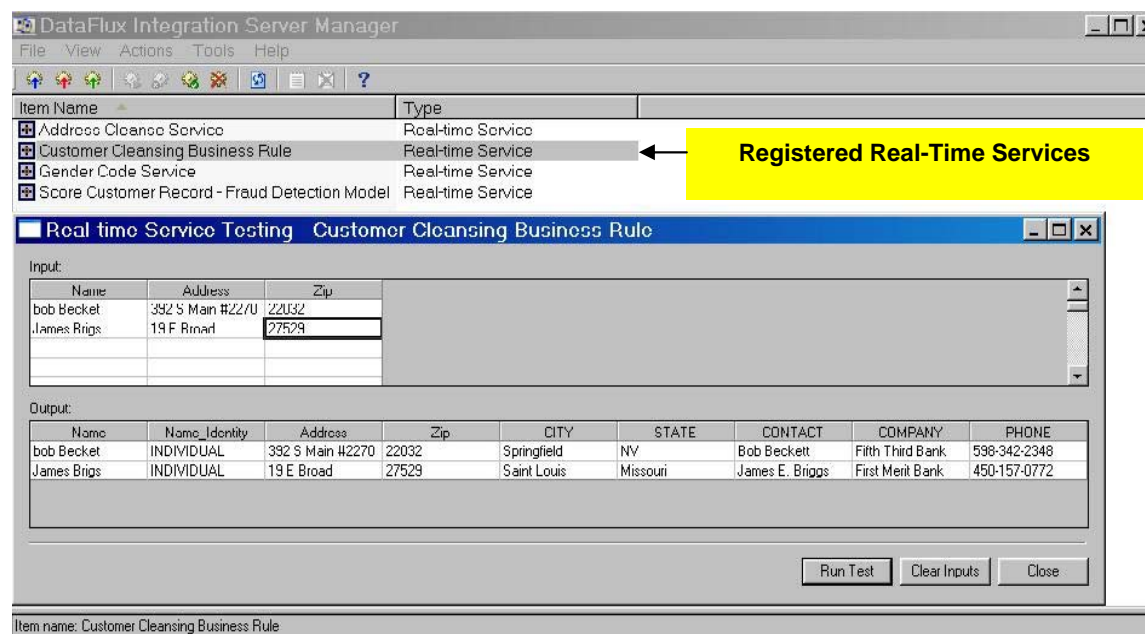 DataFlux Integration Server Manager
File View Actions Tools Help
Item Name Type
Address Cleanse Service Real-time Service
Customer Cleansing Business Rule Real-time Service
Gender Code Service Real-time Service
Score Customer Record - Fraud Detection Model Real-time Service
Registered Real-Time Services
Real time Service Testing Customer Cleansing Business Rule
Input:
Name Address Zip
bob Becket 392 S Main #2270 22032
James Brigs 19 E Broad 27529
Output:
Name Name_Identity Address Zip CITY STATE CONTACT COMPANY PHONE
bob Becket INDIVIDUAL 392 S Main #2270 22032 Springfield NV Bob Beckett Fifth Third Bank 598-342-2348
James Brigs INDIVIDUAL 19 E Broad 27529 Saint Louis Missouri James E. Briggs First Merit Bank 450-157-0772
Run Test Clear Inputs Close
Item name: Customer Cleansing Business Rule